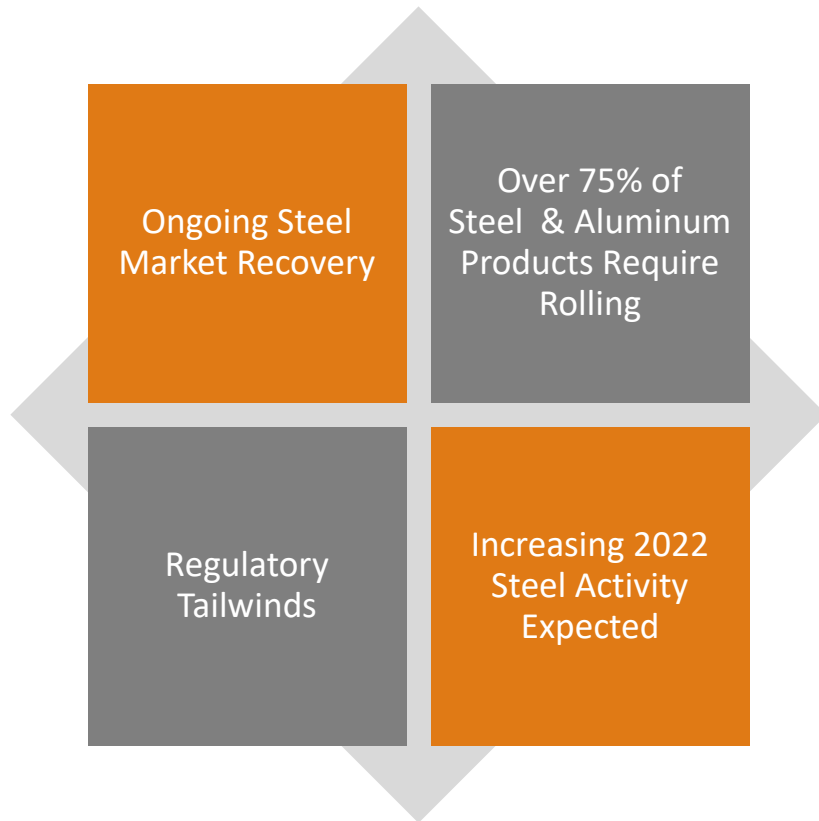 Ongoing Steel
Market Recovery
Over 75% of
Steel & Aluminum
Products Require
Rolling
Regulatory
Tailwinds
Increasing 2022
Steel Activity
Expected